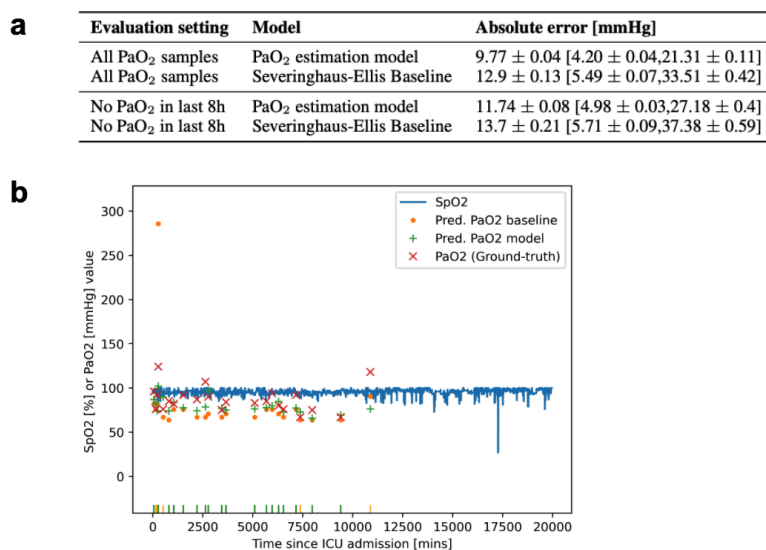 a
Evaluation setting Model Absolute error [mmHg]
All PaO₂ samples PaO₂ estimation model 9.77 ± 0.04 [4.20 ± 0.04,21.31 ± 0.11]
All PaO₂ samples Severinghaus-Ellis Baseline 12.9 ± 0.13 [5.49 ± 0.07,33.51 ± 0.42]
No PaO₂ in last 8h PaO₂ estimation model 11.74 ± 0.08 [4.98 ± 0.03,27.18 ± 0.4]
No PaO₂ in last 8h Severinghaus-Ellis Baseline 13.7 ± 0.21 [5.71 ± 0.09,37.38 ± 0.59]
b
SpO2
Pred. PaO2 baseline
Pred. PaO2 model
PaO2 (Ground-truth)
SpO2 [%] or PaO2 [mmHg] value
300
250
200
150
100
50
0
0 2500 5000 7500 10000 12500 15000 17500 20000
Time since ICU admission [mins]